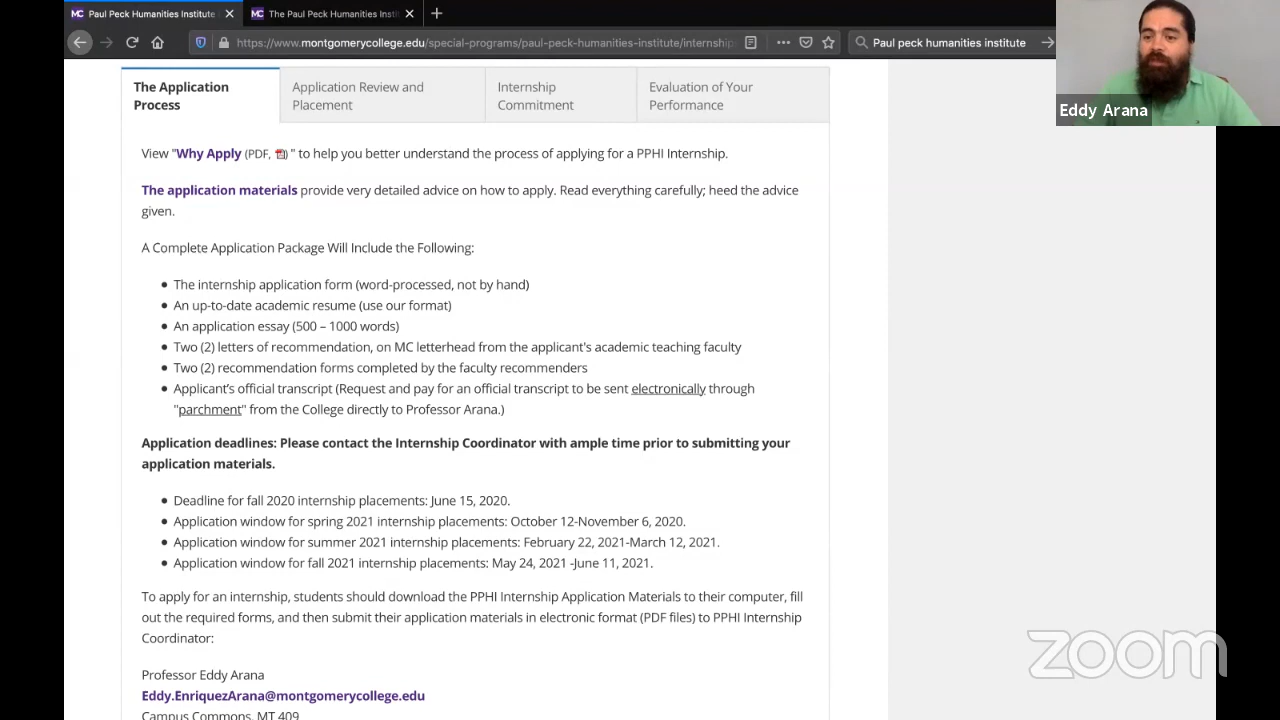 MC Paul Peck Humanities Institute
MC The Paul Peck Humanities Insti
https://www.montgomerycollege.edu/special-programs/paul-peck-humanities-institute/internship
Paul peck humanities institute
Eddy Arana
The Application Process
Application Review and Placement
Internship Commitment
Evaluation of Your Performance
View "Why Apply (PDF, ) " to help you better understand the process of applying for a PPHI Internship.
The application materials provide very detailed advice on how to apply. Read everything carefully; heed the advice
given.
A Complete Application Package Will Include the Following:
• The internship application form (word-processed, not by hand)
• An up-to-date academic resume (use our format)
• An application essay (500 – 1000 words)
• Two (2) letters of recommendation, on MC letterhead from the applicant's academic teaching faculty
• Two (2) recommendation forms completed by the faculty recommenders
• Applicant's official transcript (Request and pay for an official transcript to be sent electronically through
"parchment" from the College directly to Professor Arana.)
Application deadlines: Please contact the Internship Coordinator with ample time prior to submitting your
application materials.
• Deadline for fall 2020 internship placements: June 15, 2020.
• Application window for spring 2021 internship placements: October 12-November 6, 2020.
• Application window for summer 2021 internship placements: February 22, 2021-March 12, 2021.
• Application window for fall 2021 internship placements: May 24, 2021 -June 11, 2021.
To apply for an internship, students should download the PPHI Internship Application Materials to their computer, fill
out the required forms, and then submit their application materials in electronic format (PDF files) to PPHI Internship
Coordinator:
Professor Eddy Arana
Eddy.EnriquezArana@montgomerycollege.edu
Campus Commons, MT 409
zoom